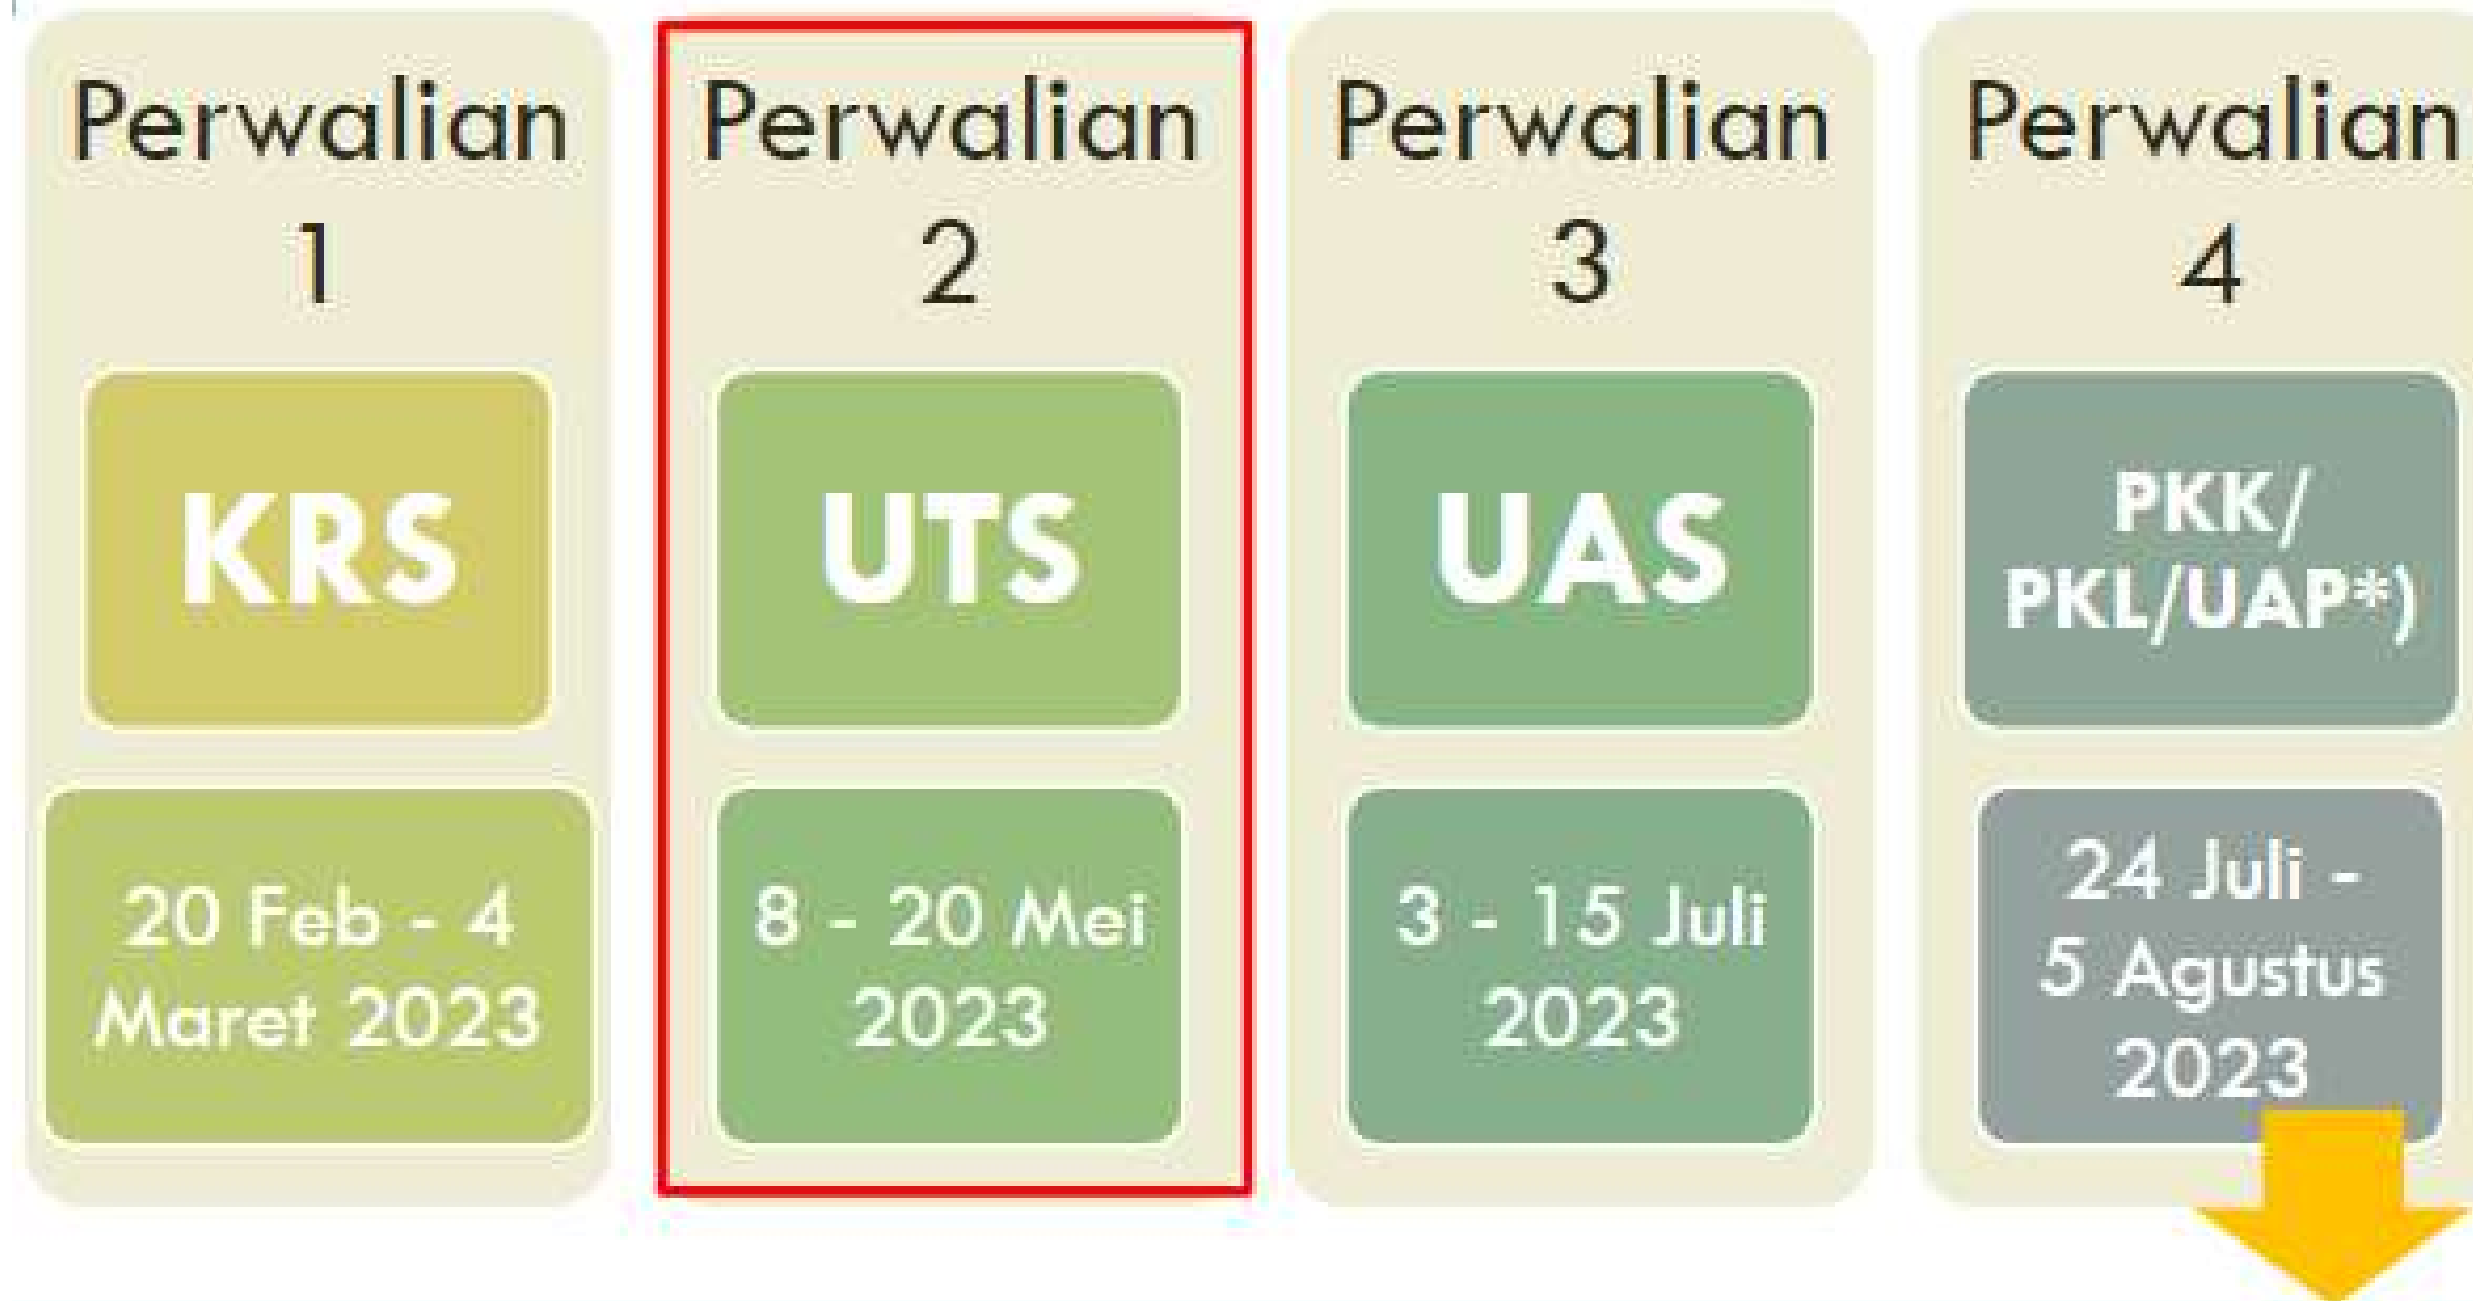 Perwalian
1
KRS
20 Feb - 4
Maret 2023
Perwalian
2
UTS
8 - 20 Mei
2023
Perwalian
3
UAS
3 - 15 Juli
2023
Perwalian
4
PKK/
PKL/UAP*)
24 Juli -
5 Agustus
2023